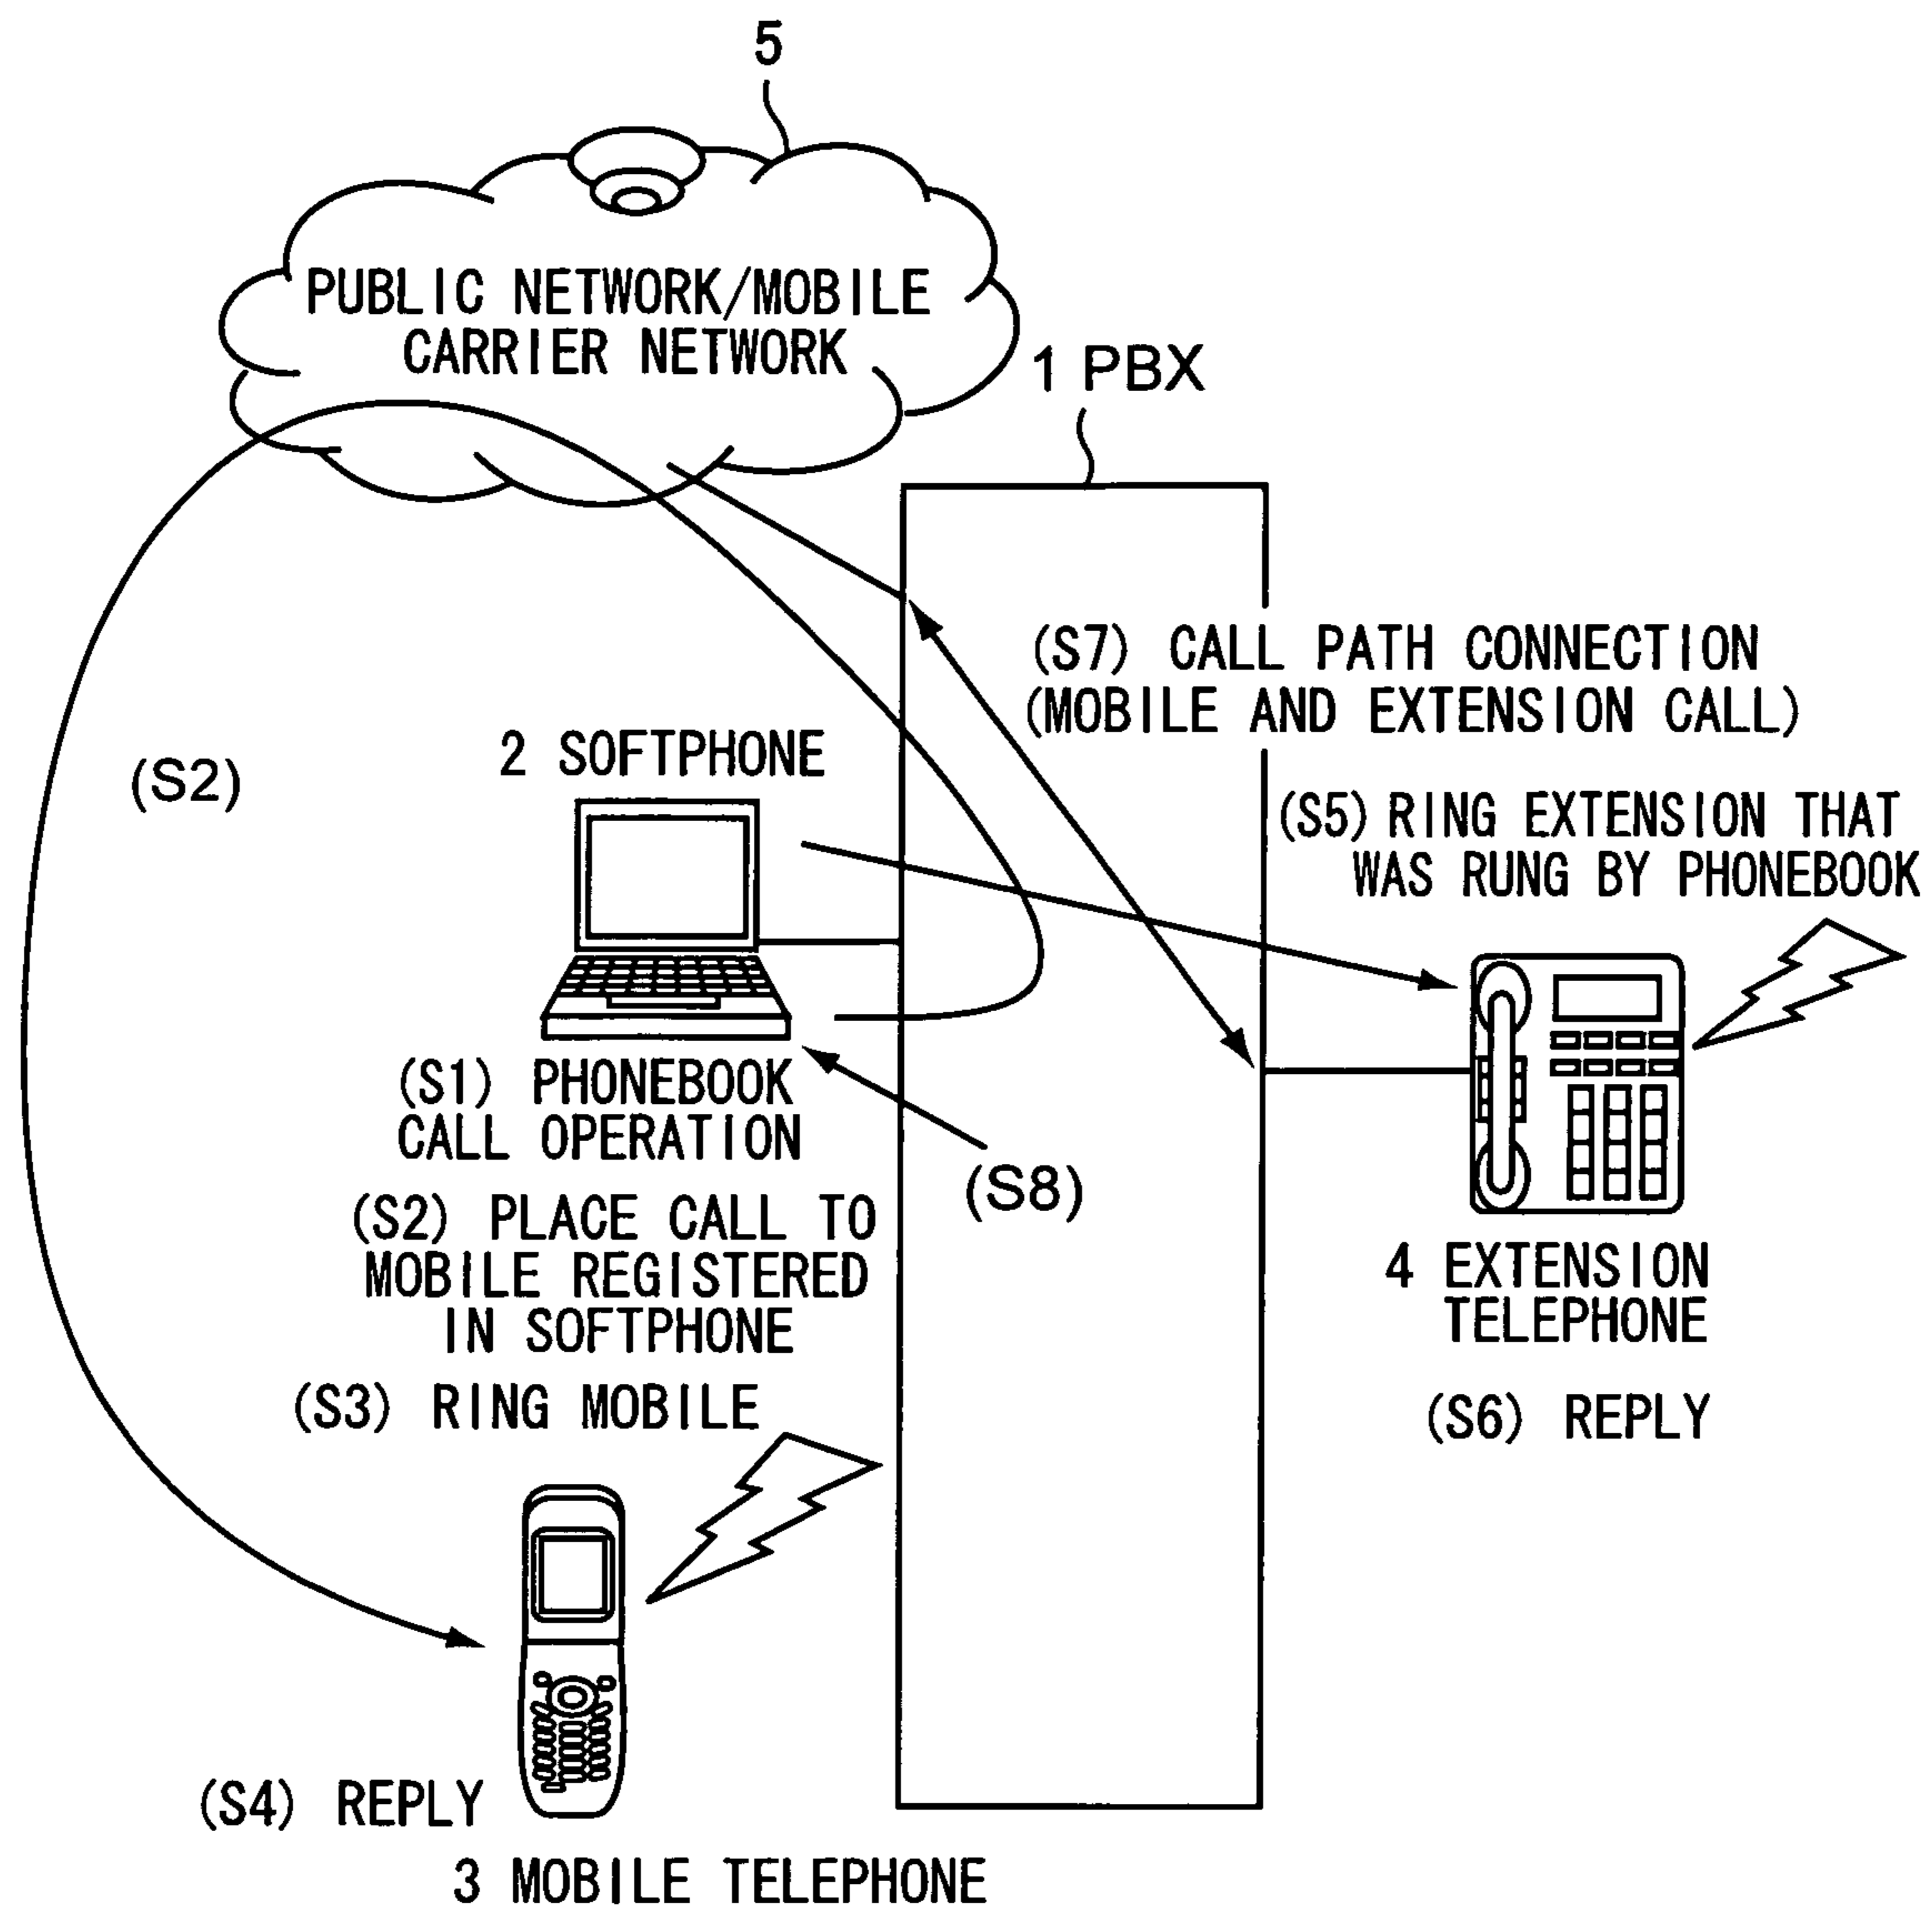 5
PUBLIC NETWORK/MOBILE
CARRIER NETWORK
1 PBX
(S7) CALL PATH CONNECTION
(MOBILE AND EXTENSION CALL)
2 SOFTPHONE
(S2)
(S5) RING EXTENSION THAT
WAS RUNG BY PHONEBOOK
(S1) PHONEBOOK
CALL OPERATION
(S8)
(S2) PLACE CALL TO
MOBILE REGISTERED
IN SOFTPHONE
4 EXTENSION
TELEPHONE
(S3) RING MOBILE
(S6) REPLY
(S4) REPLY
3 MOBILE TELEPHONE